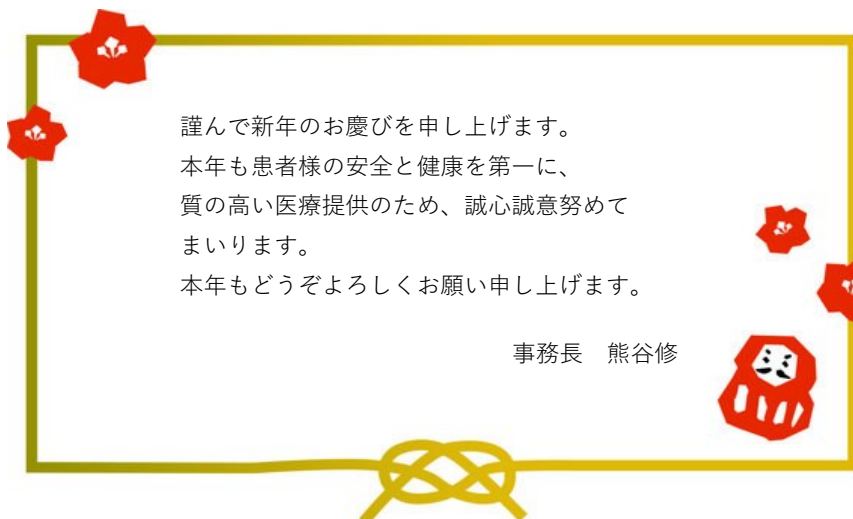 謹んで新年のお慶びを申し上げます。
本年も患者様の安全と健康を第一に、
質の高い医療提供のため、誠心誠意努めて
まいります。
本年もどうぞよろしくお願い申し上げます。
事務長　熊谷修